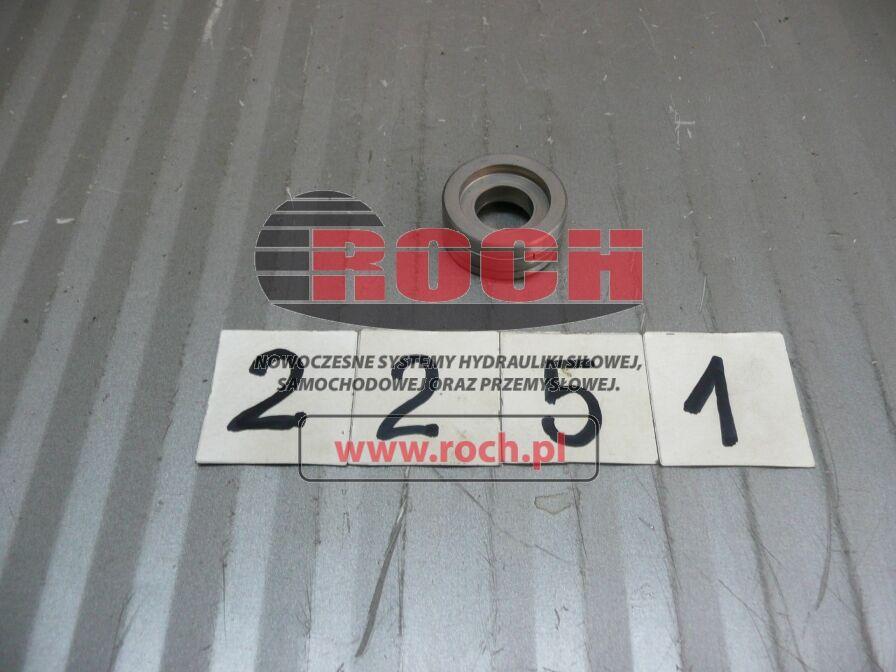 ROCH
NOWOCZESNE SYSTEMY HYDRAULIKI SIŁOWEJ,
SAMOCHODOWEJ ORAZ PRZEMYSŁOWEJ.
2 2 5 1
www.roch.pl